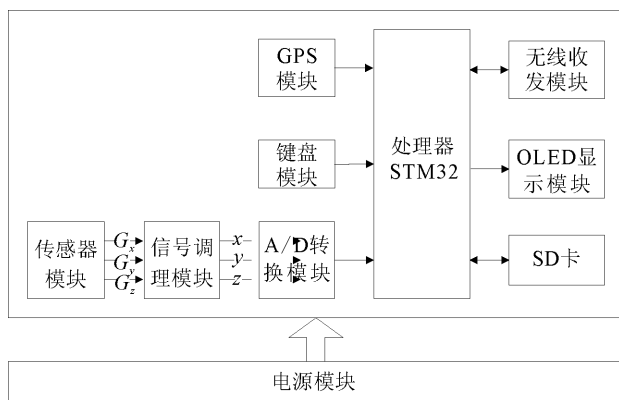 GPS
模块
无线收
发模块
键盘
模块
处理器
STM32
OLED显
示模块
传感器
模块
Gx
Gy
Gz
信号调
理模块
x
y
z
A/D转
换模块
SD卡
电源模块